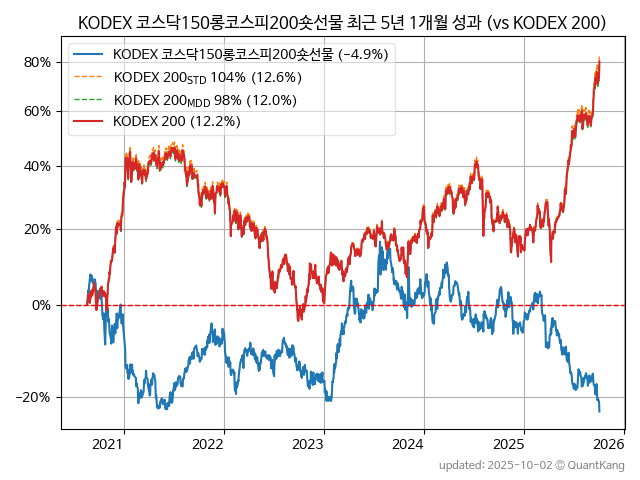 KODEX 코스닥150롱코스피200숏선물 최근 5년 1개월 성과 (vs KODEX 200)
KODEX 코스닥150롱코스피200숏선물 (−4.9%)
KODEX 200STD 104% (12.6%)
KODEX 200MDD 98% (12.0%)
KODEX 200 (12.2%)
80%
60%
40%
20%
0%
−20%
2021 2022 2023 2024 2025 2026
updated: 2025-10-02 © QuantKang